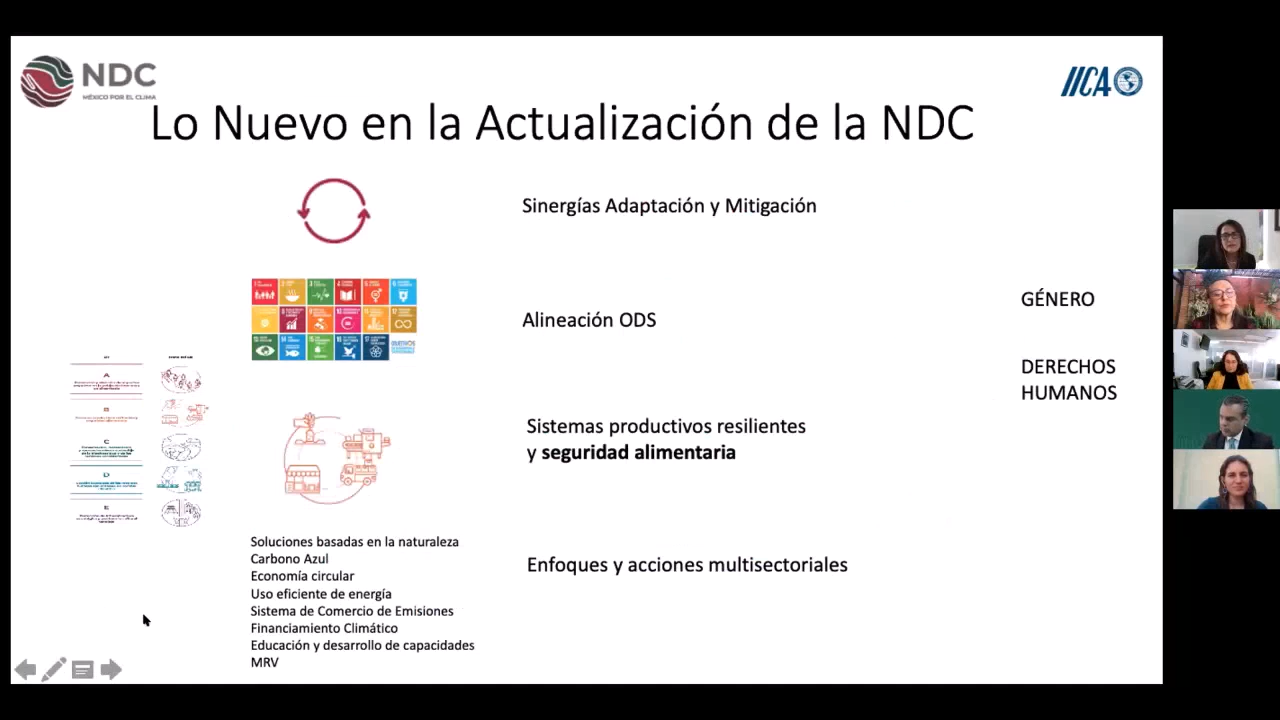 NDC
MÉXICO POR EL CLIMA
IICA
Lo Nuevo en la Actualización de la NDC
Sinergías Adaptación y Mitigación
Alineación ODS
GÉNERO
DERECHOS
HUMANOS
A
B
C
D
E
Sistemas productivos resilientes
y seguridad alimentaria
Soluciones basadas en la naturaleza
Carbono Azul
Economía circular
Uso eficiente de energía
Sistema de Comercio de Emisiones
Financiamiento Climático
Educación y desarrollo de capacidades
MRV
Enfoques y acciones multisectoriales